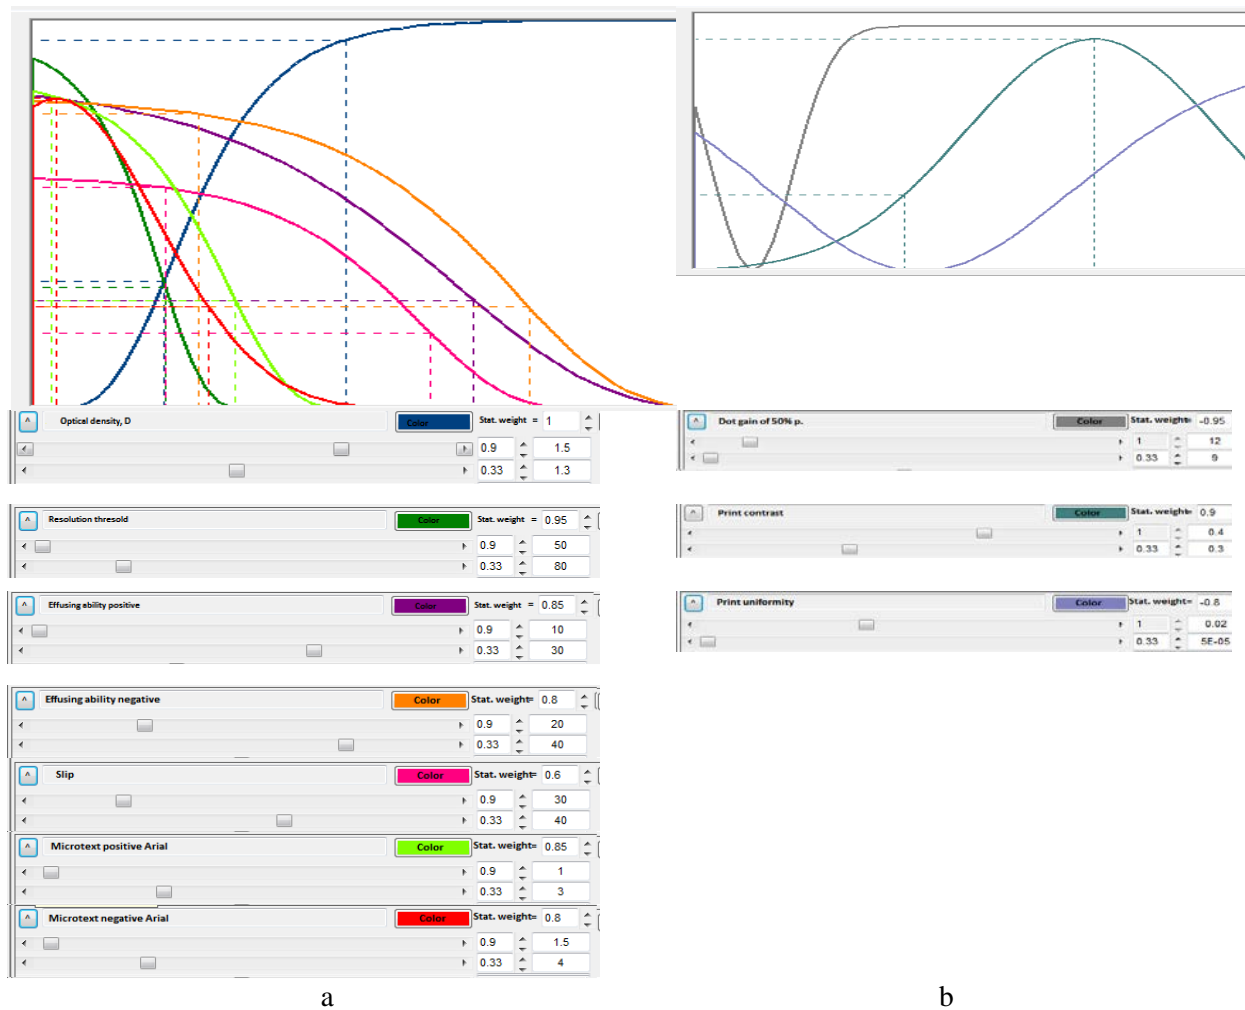 ^ Optical density, D Color Stat. weight = 1
0.9 1.5
0.33 1.3
^ Resolution thresold Color Stat. weight = 0.95
0.9 50
0.33 80
^ Effusing ability positive Color Stat. weight = 0.85
0.9 10
0.33 30
^ Effusing ability negative Color Stat. weight= 0.8
0.9 20
0.33 40
^ Slip Color Stat. weight= 0.6
0.9 30
0.33 40
^ Microtext positive Arial Color Stat. weight= 0.85
0.9 1
0.33 3
^ Microtext negative Arial Color Stat. weight= 0.8
0.9 1.5
0.33 4
a
^ Dot gain of 50% p. Color Stat. weight= -0.95
1 12
0.33 9
^ Print contrast Color Stat. weight= 0.9
1 0.4
0.33 0.3
^ Print uniformity Color Stat. weight= -0.8
1 0.02
0.33 5E-05
b